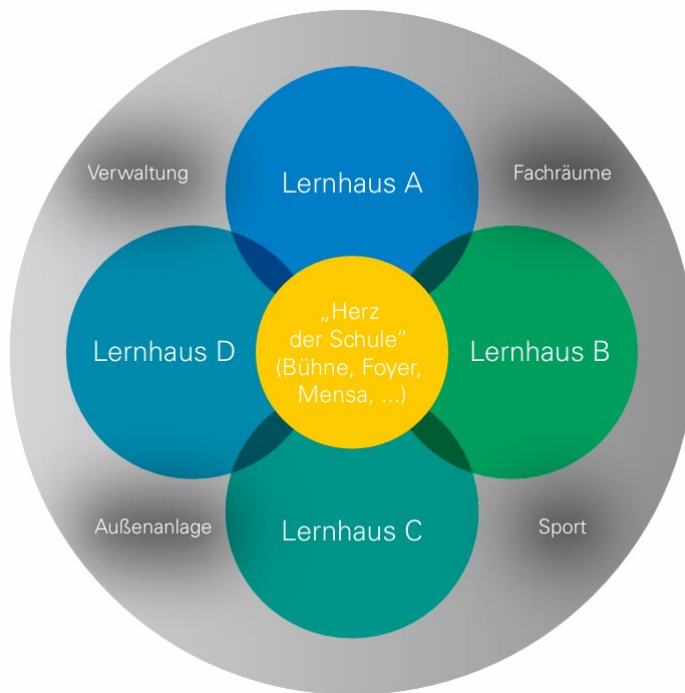 Lernhaus A
Verwaltung
Fachräume
„Herz
der Schule“
(Bühne, Foyer,
Mensa, ...)
Lernhaus D
Lernhaus B
Außenanlage
Lernhaus C
Sport